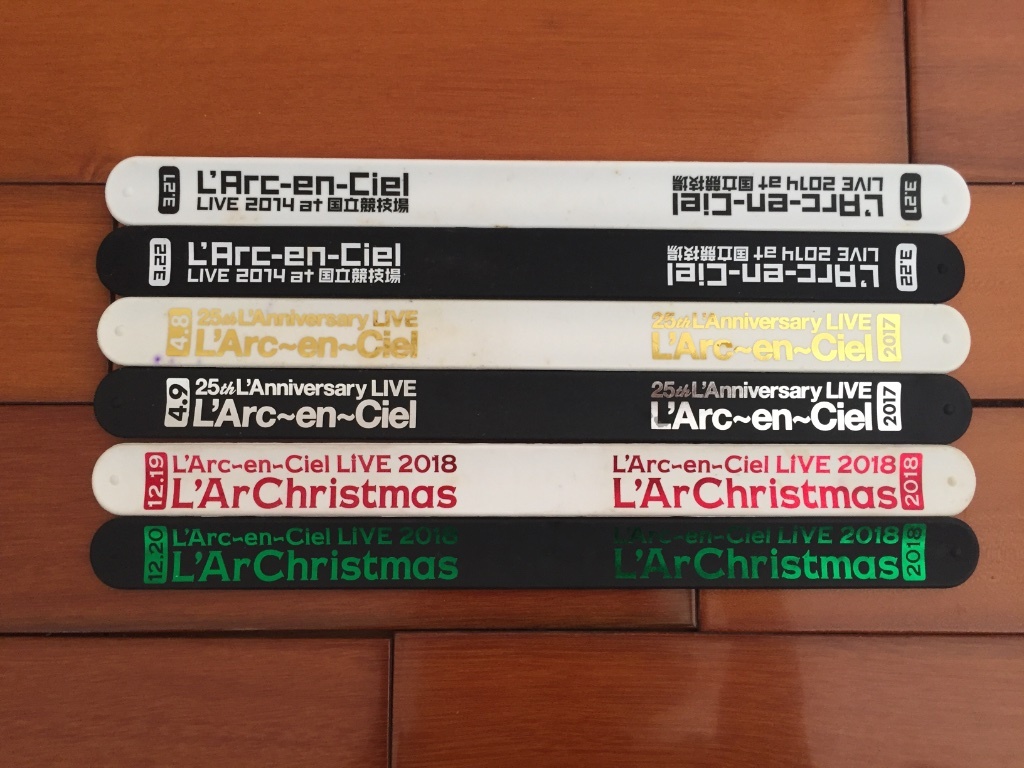 3.21
L'Arc-en-Ciel
LIVE 2014 at 国立競技場
L'Arc-en-Ciel
LIVE 2014 at 国立競技場
3.21
3.22
L'Arc-en-Ciel
LIVE 2014 at 国立競技場
L'Arc-en-Ciel
LIVE 2014 at 国立競技場
3.22
4.8
25th L'Anniversary LIVE
L'Arc~en~Ciel
25th L'Anniversary LIVE
L'Arc~en~Ciel
2017
4.9
25th L'Anniversary LIVE
L'Arc~en~Ciel
25th L'Anniversary LIVE
L'Arc~en~Ciel
2017
12.19
L'Arc~en~Ciel LIVE 2018
L'ArChristmas
L'Arc~en~Ciel LIVE 2018
L'ArChristmas
2018
12.20
L'Arc~en~Ciel LIVE 2018
L'ArChristmas
L'Arc~en~Ciel LIVE 2018
L'ArChristmas
2018